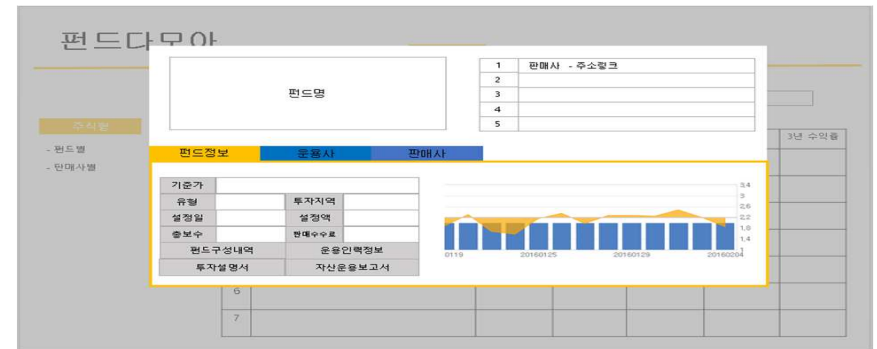 펀드다모아
주식형
- 펀드별
- 판매사별
3년 수익률
6
7
펀드명
1 판매사 - 주소링크
2
3
4
5
펀드정보 운용사 판매사
기준가
유형 투자지역
설정일 설정액
총보수 판매수수료
펀드구성내역 운용인력정보
투자설명서 자산운용보고서
3,4
3
2,6
2,2
1,8
1,4
1
0119 20160125 20160129 20160204